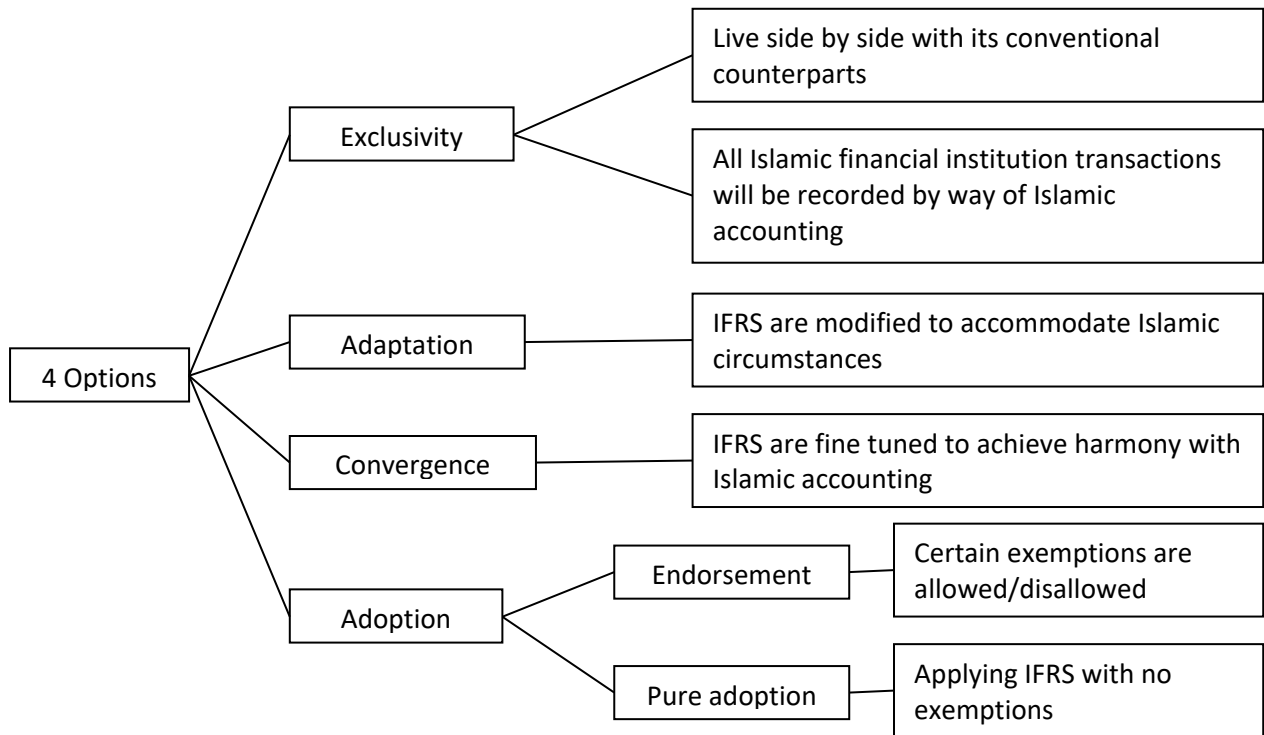 Live side by side with its conventional
counterparts
Exclusivity
All Islamic financial institution transactions
will be recorded by way of Islamic
accounting
IFRS are modified to accommodate Islamic
circumstances
Adaptation
4 Options
IFRS are fine tuned to achieve harmony with
Islamic accounting
Convergence
Certain exemptions are
allowed/disallowed
Endorsement
Adoption
Pure adoption
Applying IFRS with no
exemptions